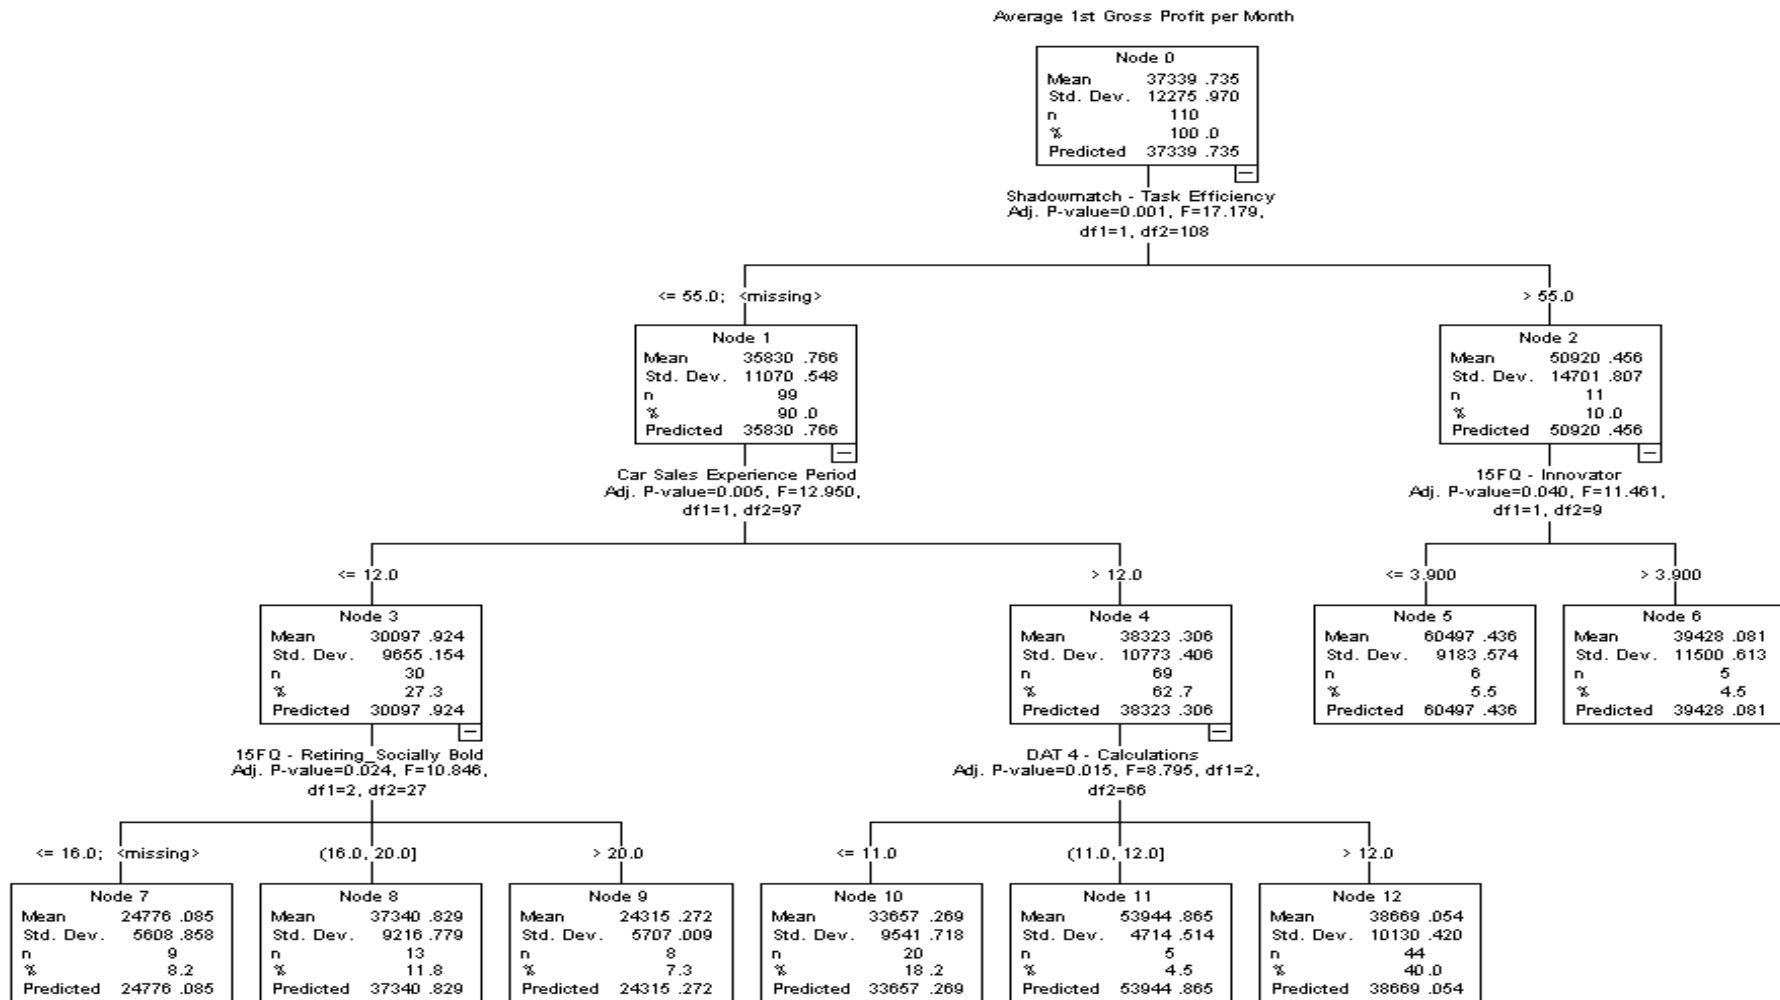 Average 1st Gross Profit per Month
Node 0
Mean 37339 .735
Std. Dev. 12275 .970
n 110
% 100 .0
Predicted 37339 .735
Shadowmatch - Task Efficiency
Adj. P-value=0.001, F=17.179,
df1=1, df2=108
<= 55.0; <missing>
> 55.0
Node 1
Mean 35830 .766
Std. Dev. 11070 .548
n 99
% 90 .0
Predicted 35830 .766
Node 2
Mean 50920 .456
Std. Dev. 14701 .807
n 11
% 10 .0
Predicted 50920 .456
Car Sales Experience Period
Adj. P-value=0.005, F=12.950,
df1=1, df2=97
15FQ - Innovator
Adj. P-value=0.040, F=11.461,
df1=1, df2=9
<= 12.0
> 12.0
<= 3.900
> 3.900
Node 3
Mean 30097 .924
Std. Dev. 9655 .154
n 30
% 27 .3
Predicted 30097 .924
Node 4
Mean 38323 .306
Std. Dev. 10773 .406
n 69
% 62 .7
Predicted 38323 .306
Node 5
Mean 60497 .436
Std. Dev. 9183 .574
n 6
% 5 .5
Predicted 60497 .436
Node 6
Mean 39428 .081
Std. Dev. 11500 .613
n 5
% 4 .5
Predicted 39428 .081
15FQ - Retiring_Socially Bold
Adj. P-value=0.024, F=10.846,
df1=2, df2=27
DAT 4 - Calculations
Adj. P-value=0.015, F=8.795, df1=2,
df2=66
<= 16.0; <missing>
(16.0, 20.0]
> 20.0
<= 11.0
(11.0, 12.0]
> 12.0
Node 7
Mean 24776 .085
Std. Dev. 5608 .858
n 9
% 8 .2
Predicted 24776 .085
Node 8
Mean 37340 .829
Std. Dev. 9216 .779
n 13
% 11 .8
Predicted 37340 .829
Node 9
Mean 24315 .272
Std. Dev. 5707 .009
n 8
% 7 .3
Predicted 24315 .272
Node 10
Mean 33657 .269
Std. Dev. 9541 .718
n 20
% 18 .2
Predicted 33657 .269
Node 11
Mean 53944 .865
Std. Dev. 4714 .514
n 5
% 4 .5
Predicted 53944 .865
Node 12
Mean 38669 .054
Std. Dev. 10130 .420
n 44
% 40 .0
Predicted 38669 .054